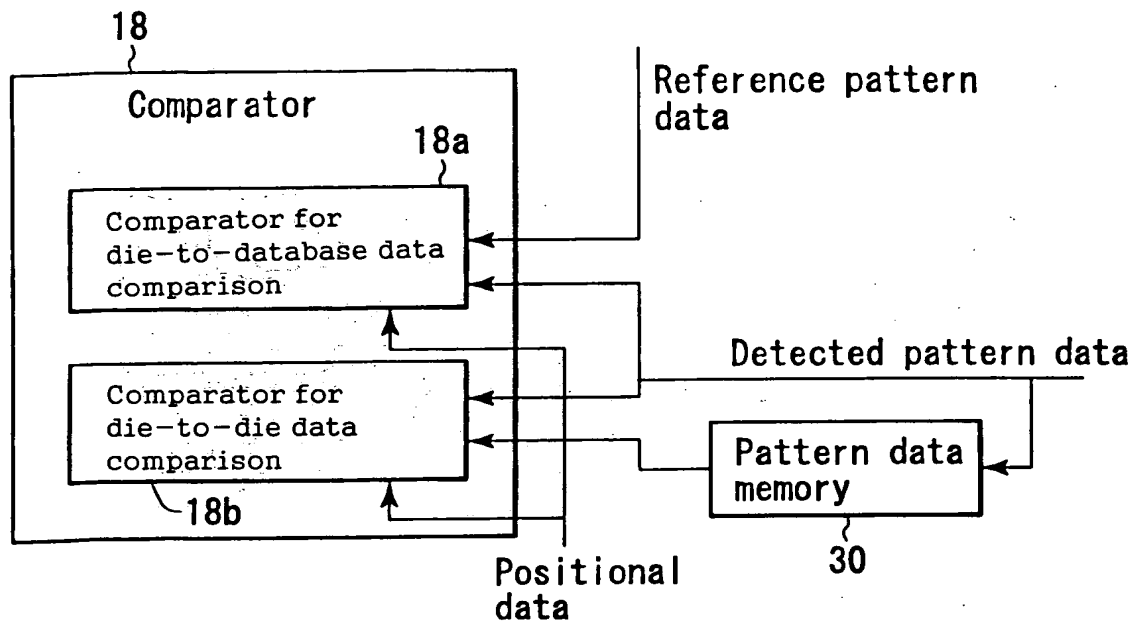 18
Comparator
Reference pattern
data
18a
Comparator for
die-to-database data
comparison
Detected pattern data
Comparator for
die-to-die data
comparison
Pattern data
memory
18b
30
Positional
data